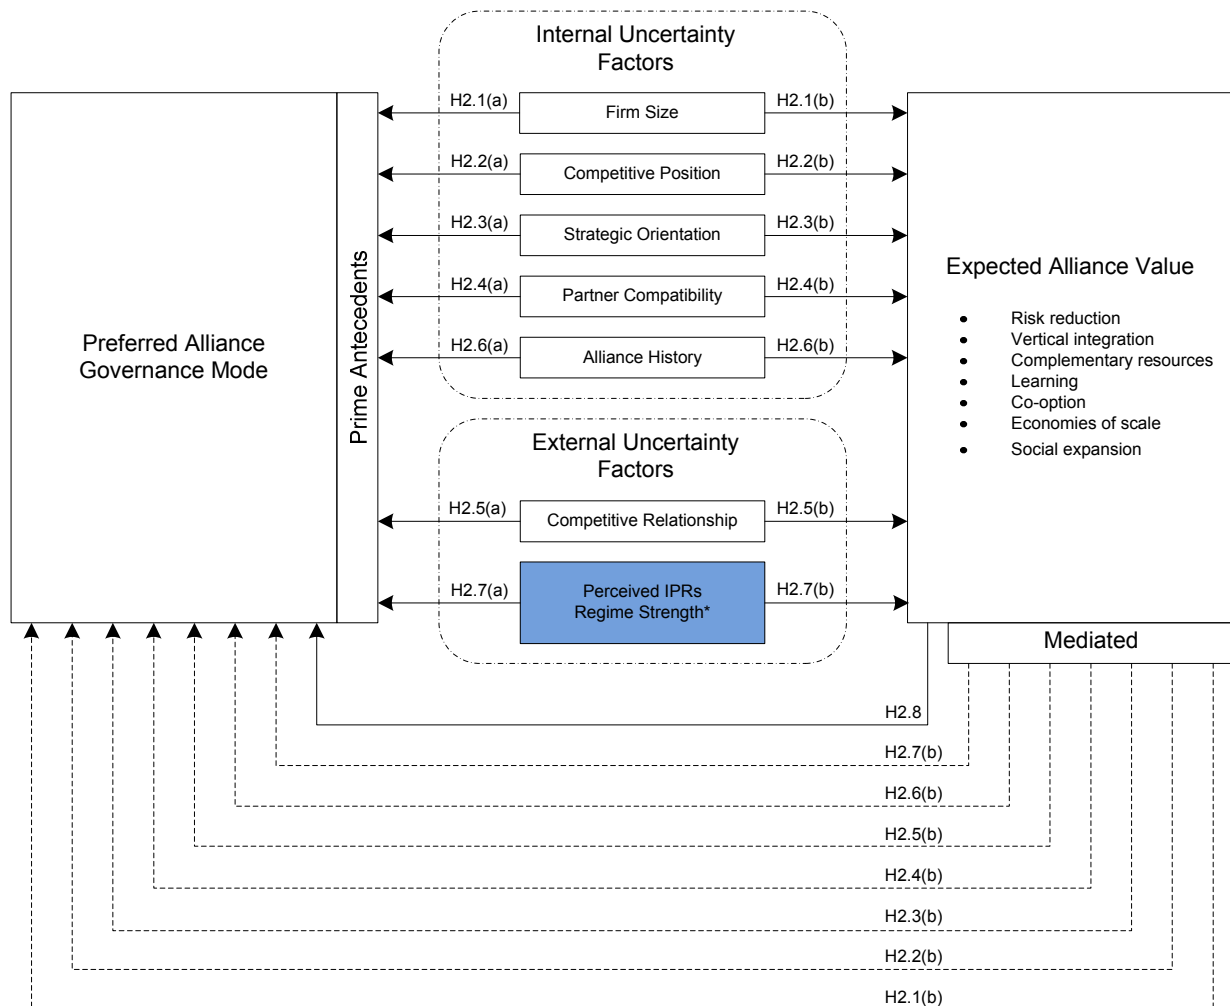 Internal Uncertainty
Factors
H2.1(a)
Firm Size
H2.1(b)
H2.2(a)
Competitive Position
H2.2(b)
H2.3(a)
Strategic Orientation
H2.3(b)
H2.4(a)
Partner Compatibility
H2.4(b)
H2.6(a)
Alliance History
H2.6(b)
Preferred Alliance
Governance Mode
Prime Antecedents
Expected Alliance Value
• Risk reduction
• Vertical integration
• Complementary resources
• Learning
• Co-option
• Economies of scale
• Social expansion
External Uncertainty
Factors
H2.5(a)
Competitive Relationship
H2.5(b)
H2.7(a)
Perceived IPRs
Regime Strength*
H2.7(b)
Mediated
H2.8
H2.7(b)
H2.6(b)
H2.5(b)
H2.4(b)
H2.3(b)
H2.2(b)
H2.1(b)